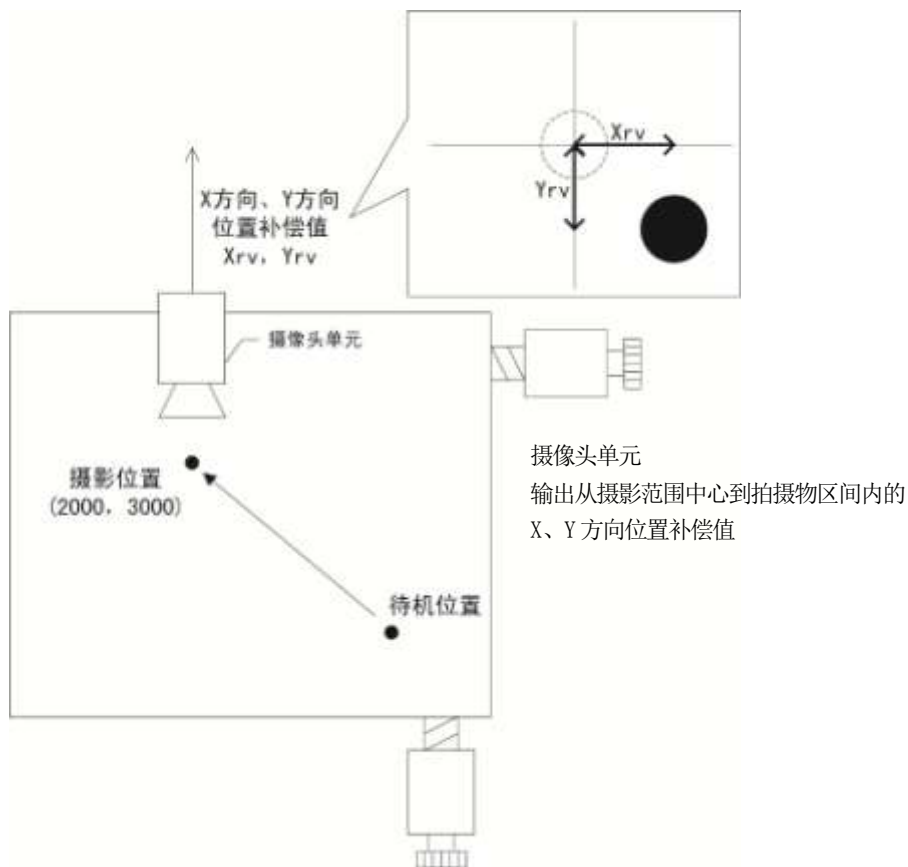 Xrv
Yrv
X方向、Y方向
位置补偿值
Xrv，Yrv
摄像头单元
摄影位置
(2000，3000)
待机位置
摄像头单元
输出从摄影范围中心到拍摄物区间内的
X、Y 方向位置补偿值